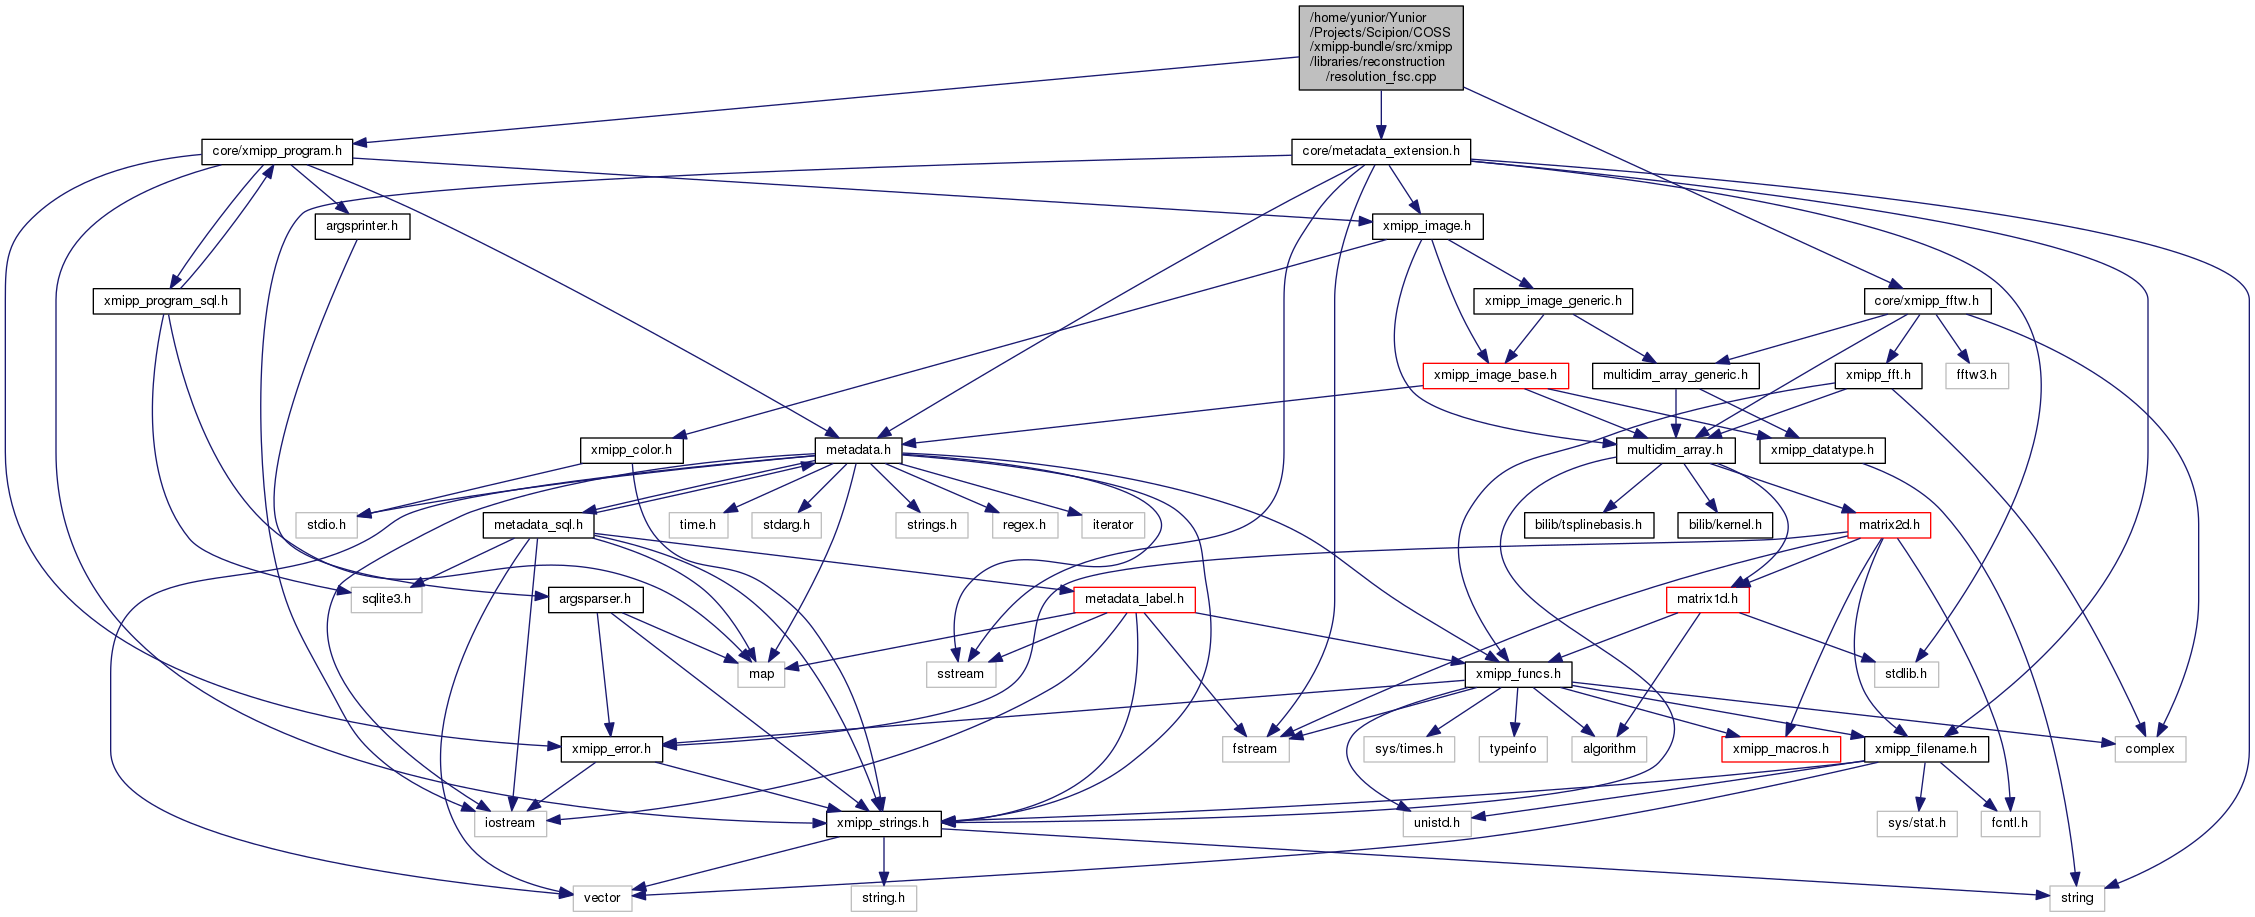 /home/yunior/Yunior
/Projects/Scipion/COSS
/xmipp-bundle/src/xmipp
/libraries/reconstruction
/resolution_fsc.cpp
core/xmipp_program.h
core/metadata_extension.h
argsprinter.h
xmipp_image.h
xmipp_program_sql.h
xmipp_image_generic.h
core/xmipp_fftw.h
xmipp_image_base.h
multidim_array_generic.h
xmipp_fft.h
fftw3.h
xmipp_color.h
metadata.h
multidim_array.h
xmipp_datatype.h
stdio.h
metadata_sql.h
time.h
stdarg.h
strings.h
regex.h
iterator
bilib/tsplinebasis.h
bilib/kernel.h
matrix2d.h
sqlite3.h
argsparser.h
metadata_label.h
matrix1d.h
map
sstream
xmipp_funcs.h
stdlib.h
xmipp_error.h
fstream
sys/times.h
typeinfo
algorithm
xmipp_macros.h
xmipp_filename.h
complex
iostream
xmipp_strings.h
unistd.h
sys/stat.h
fcntl.h
vector
string.h
string